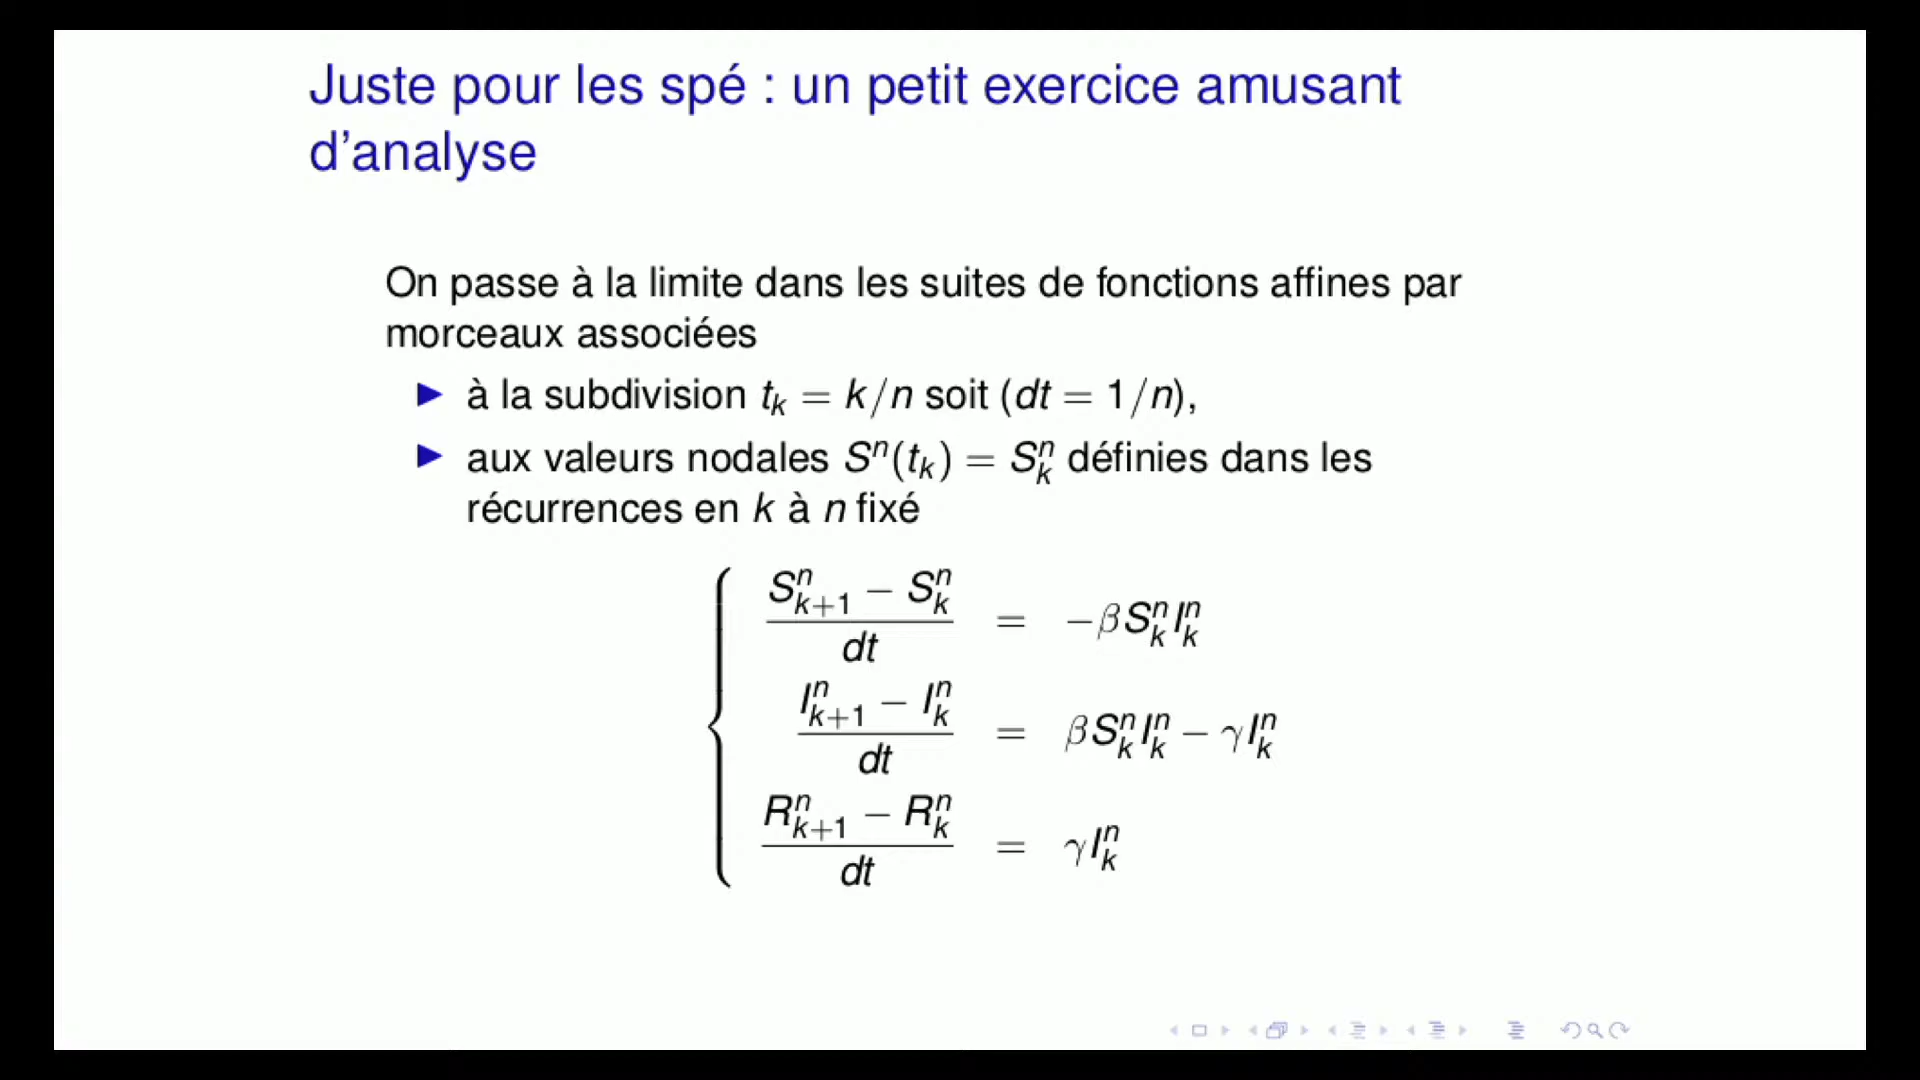 Juste pour les spé : un petit exercice amusant
d'analyse
On passe à la limite dans les suites de fonctions affines par
morceaux associées
▶ à la subdivision t_k = k/n soit (dt = 1/n),
▶ aux valeurs nodales S^n(t_k) = S^n_k définies dans les
récurrences en k à n fixé
(S^n_{k+1} − S^n_k)/dt = −βS^n_k I^n_k
(I^n_{k+1} − I^n_k)/dt = βS^n_k I^n_k − γI^n_k
(R^n_{k+1} − R^n_k)/dt = γI^n_k